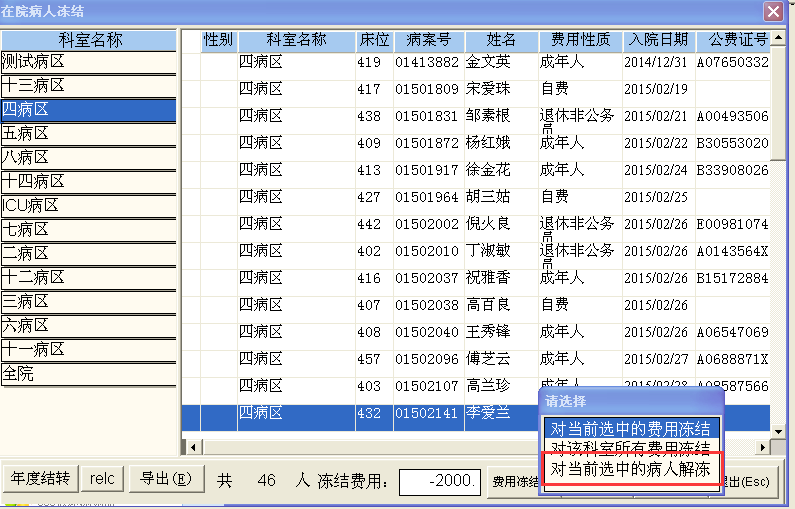 在院病人冻结
科室名称
测试病区
十三病区
四病区
五病区
八病区
十四病区
ICU病区
七病区
二病区
十二病区
三病区
六病区
十一病区
全院
性别 科室名称 床位 病案号 姓名 费用性质 入院日期 公费证号
四病区 419 01413882 金文英 成年人 2014/12/31 A07650332
四病区 417 01501809 宋爱珠 自费 2015/02/19
四病区 438 01501831 邹素根 退休非公务员 2015/02/21 A00493506
四病区 409 01501872 杨红娥 成年人 2015/02/22 B30553020
四病区 413 01501917 徐金花 成年人 2015/02/24 B33908026
四病区 427 01501964 胡三姑 自费 2015/02/25
四病区 442 01502002 倪火良 退休非公务员 2015/02/26 E00981074
四病区 402 01502010 丁淑敏 退休非公务员 2015/02/26 A0143564X
四病区 416 01502037 祝雅香 成年人 2015/02/26 B15172884
四病区 407 01502038 高百良 自费 2015/02/26
四病区 408 01502040 王秀锋 成年人 2015/02/26 A06547069
四病区 457 01502096 傅芝云 成年人 2015/02/27 A0688871X
四病区 403 01502107 高兰珍 成年人 2015/02/28 A08587566
四病区 432 01502141 李爱兰
请选择
对当前选中的费用冻结
对该科室所有费用冻结
对当前选中的病人解冻
年度结转 relc 导出(E) 共 46 人 冻结费用: -2000. 费用冻结 出(Esc)